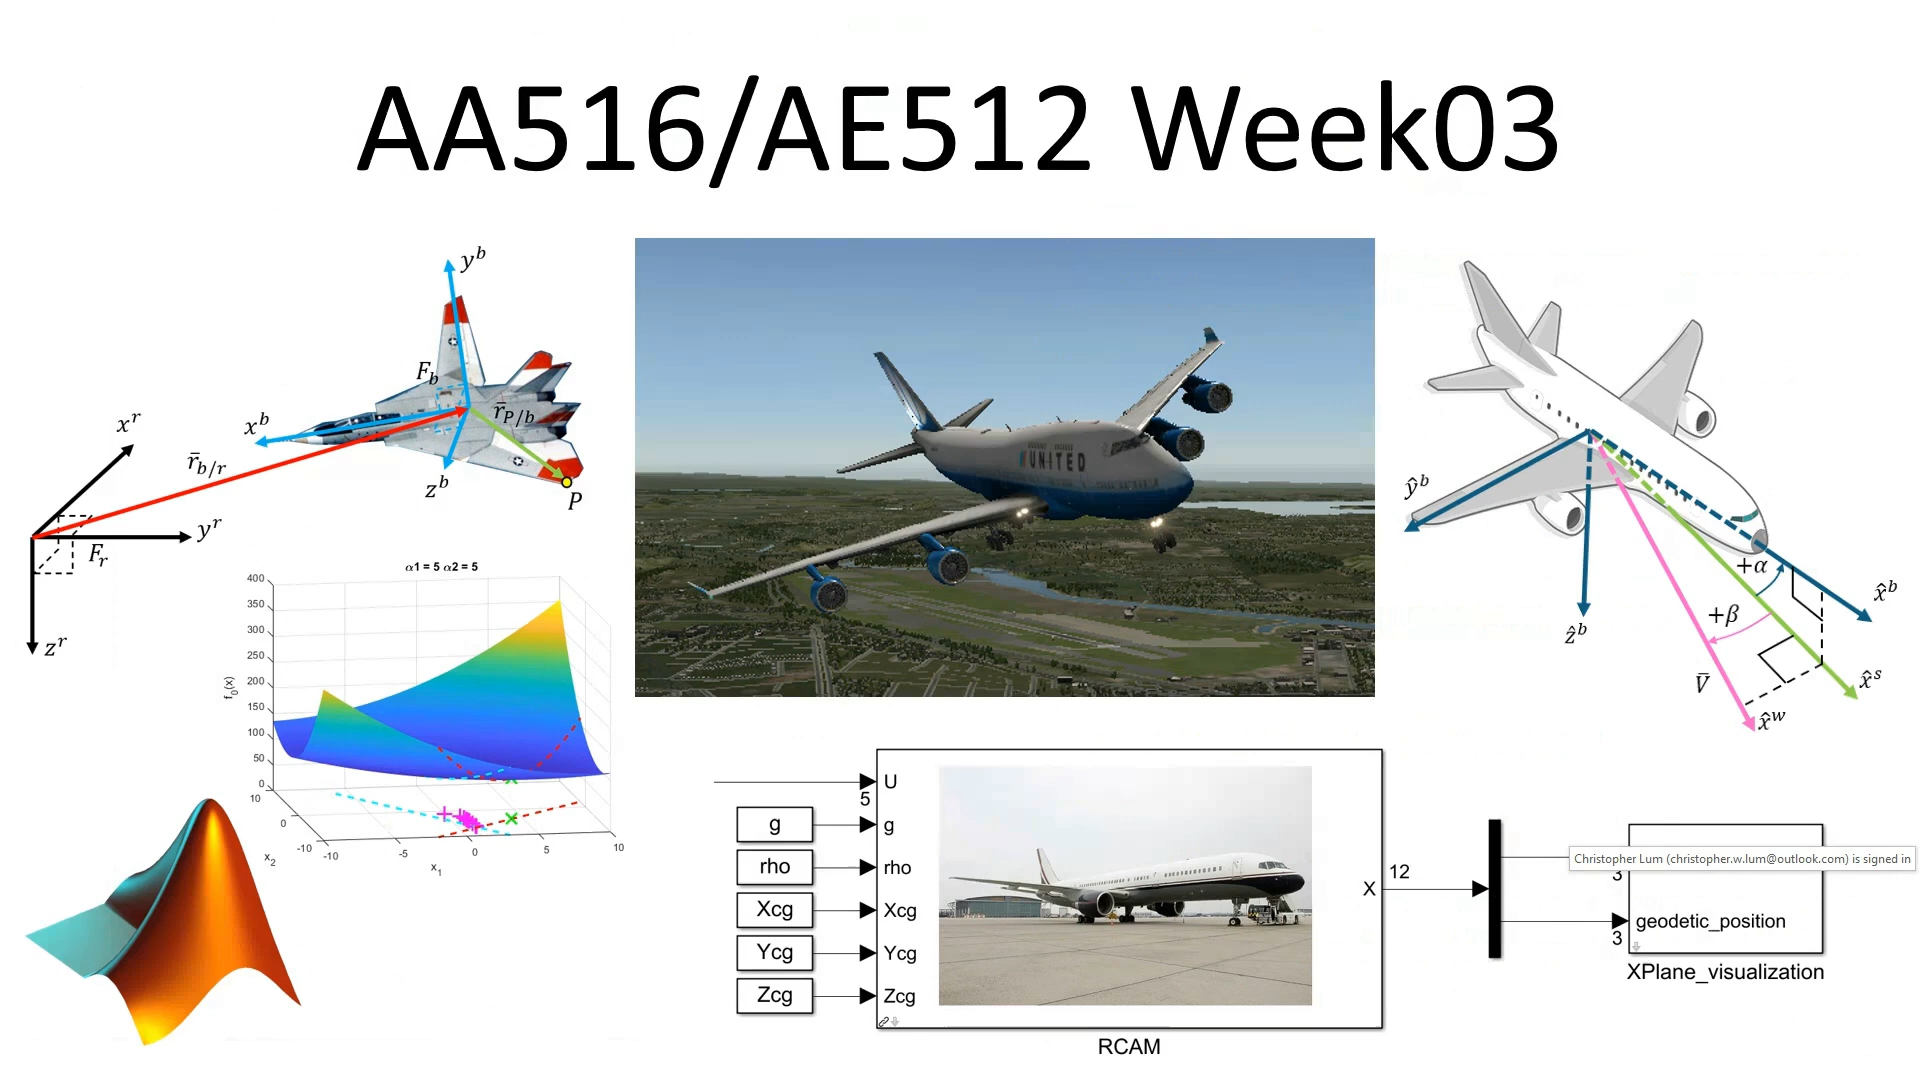 AA516/AE512 Week03
y^b
F_b
r̄_{P/b}
x^b
x^r
r̄_{b/r}
z^b
P
y^r
F_r
z^r
α1 = 5 α2 = 5
400
350
300
250
200
150
100
50
0
f_0(x)
10
0
-10
x_2
-10
-5
0
5
10
x_1
UNITED
ŷ^b
+α
x̂^b
+β
ẑ^b
V̄
x̂^s
x̂^w
U
5
g
g
rho
rho
Xcg
Xcg
Ycg
Ycg
Zcg
Zcg
X
12
RCAM
Christopher Lum (christopher.w.lum@outlook.com) is signed in
3
geodetic_position
3
XPlane_visualization